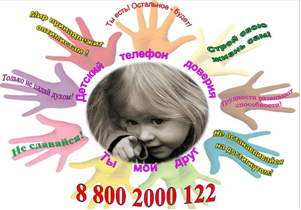 Ты есть! Остальное - будет!
Мир принадлежит
оптимистам!
Строй свою
жизнь сам!
Детский телефон доверия
Только не падай духом!
Трудности развивают
способности!
Не сдавайся!
Не останавливайся
на достигнутом!
Ты мой друг
8 800 2000 122